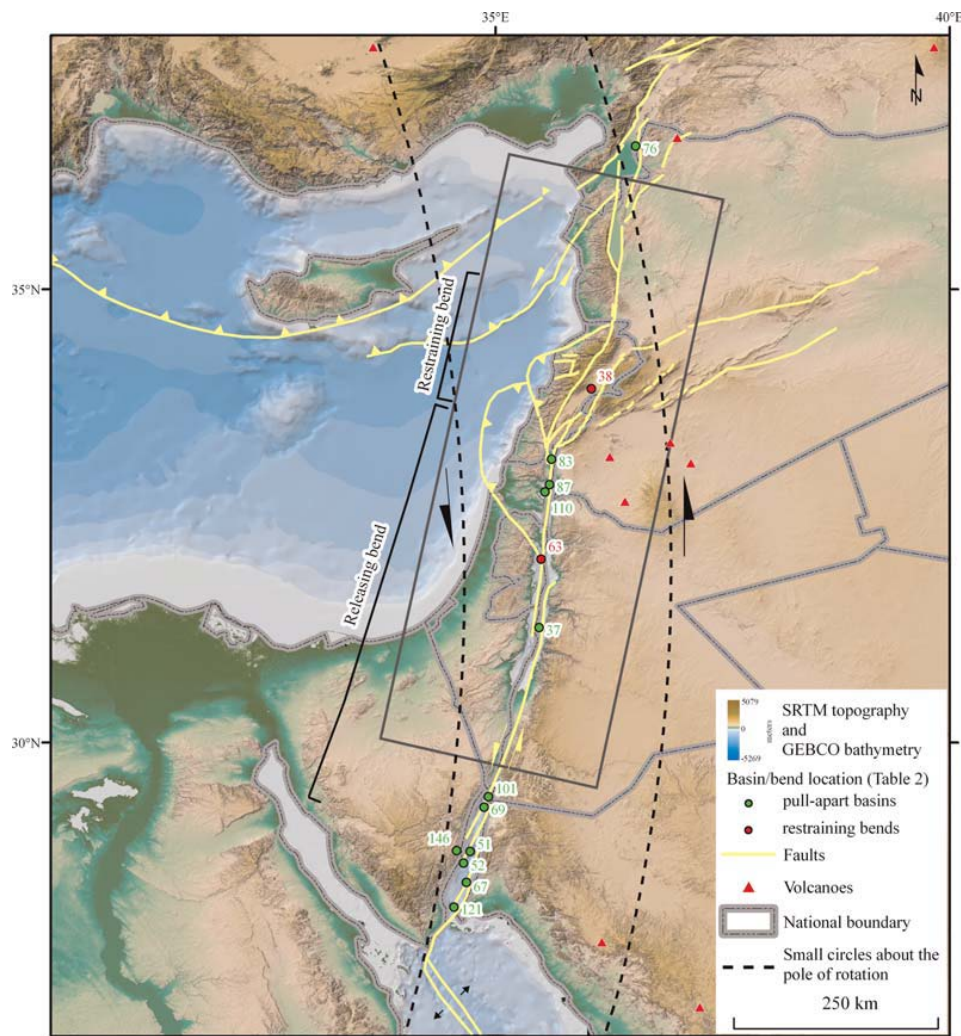 35°E
40°E
N
76
35°N
Restraining bend
38
83
87
110
Releasing bend
63
37
30°N
101
69
146
51
52
67
121
5079
0
-5269
meters
SRTM topography
and
GEBCO bathymetry
Basin/bend location (Table 2)
pull-apart basins
restraining bends
Faults
Volcanoes
National boundary
Small circles about the
pole of rotation
250 km